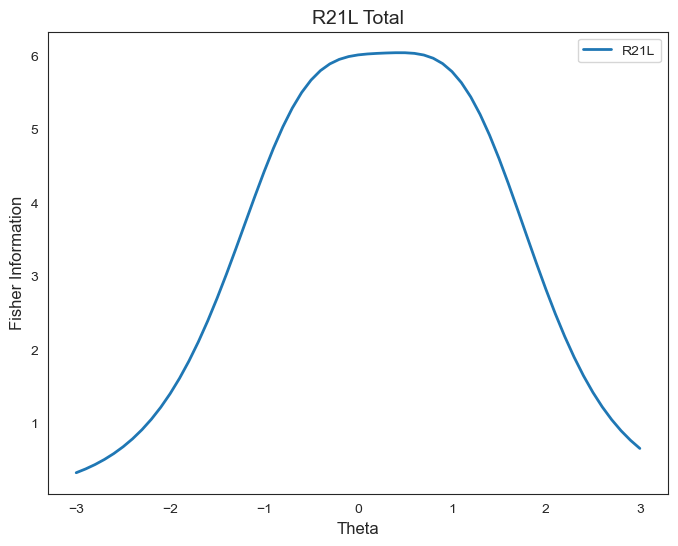 R21L Total
R21L
Fisher Information
6
5
4
3
2
1
−3 −2 −1 0 1 2 3
Theta